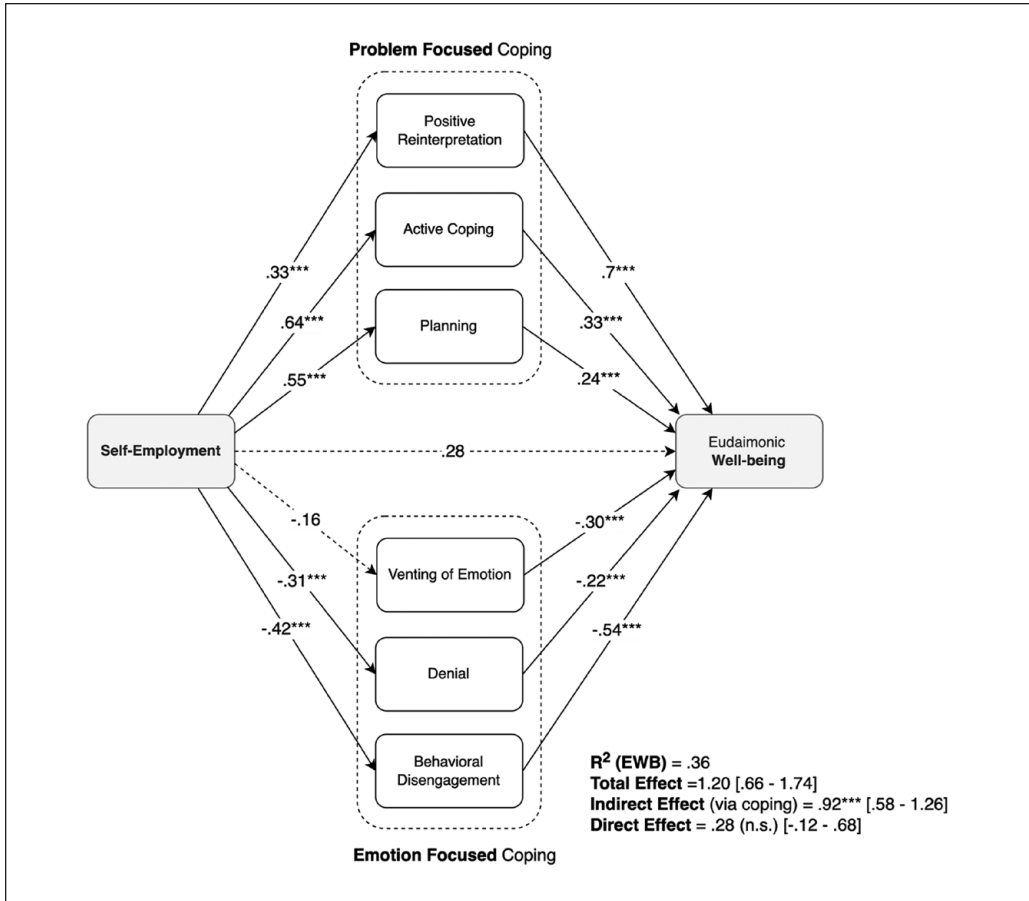 Problem Focused Coping
Positive
Reinterpretation
Active Coping
Planning
.33***
.64***
.55***
.7***
.33***
.24***
Self-Employment
.28
Eudaimonic
Well-being
-.16
-.31***
-.42***
-.30***
-.22***
-.54***
Venting of Emotion
Denial
Behavioral
Disengagement
Emotion Focused Coping
R² (EWB) = .36
Total Effect =1.20 [.66 - 1.74]
Indirect Effect (via coping) = .92*** [.58 - 1.26]
Direct Effect = .28 (n.s.) [-.12 - .68]